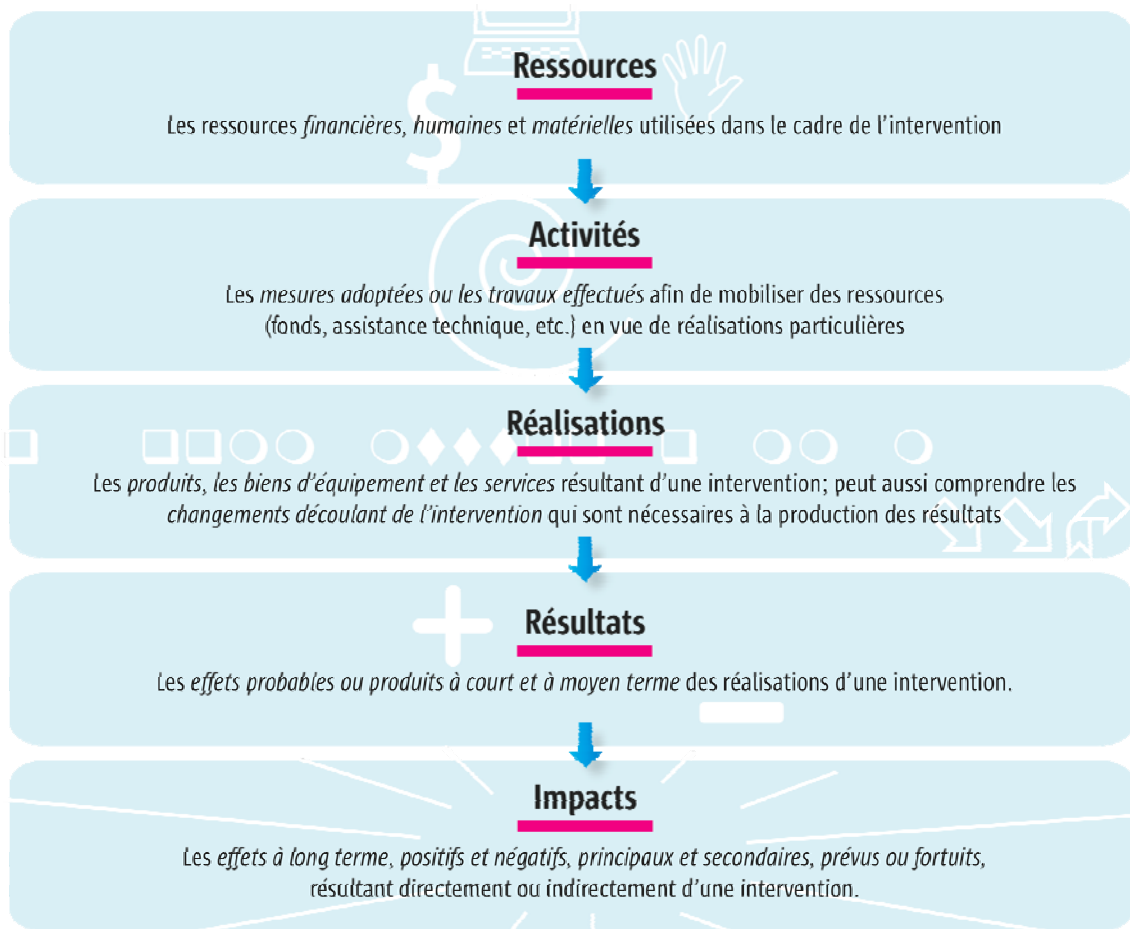 Ressources
Les ressources financières, humaines et matérielles utilisées dans le cadre de l'intervention
Activités
Les mesures adoptées ou les travaux effectués afin de mobiliser des ressources
(fonds, assistance technique, etc.) en vue de réalisations particulières
Réalisations
Les produits, les biens d'équipement et les services résultant d'une intervention; peut aussi comprendre les
changements découlant de l'intervention qui sont nécessaires à la production des résultats
Résultats
Les effets probables ou produits à court et à moyen terme des réalisations d'une intervention.
Impacts
Les effets à long terme, positifs et négatifs, principaux et secondaires, prévus ou fortuits,
résultant directement ou indirectement d'une intervention.